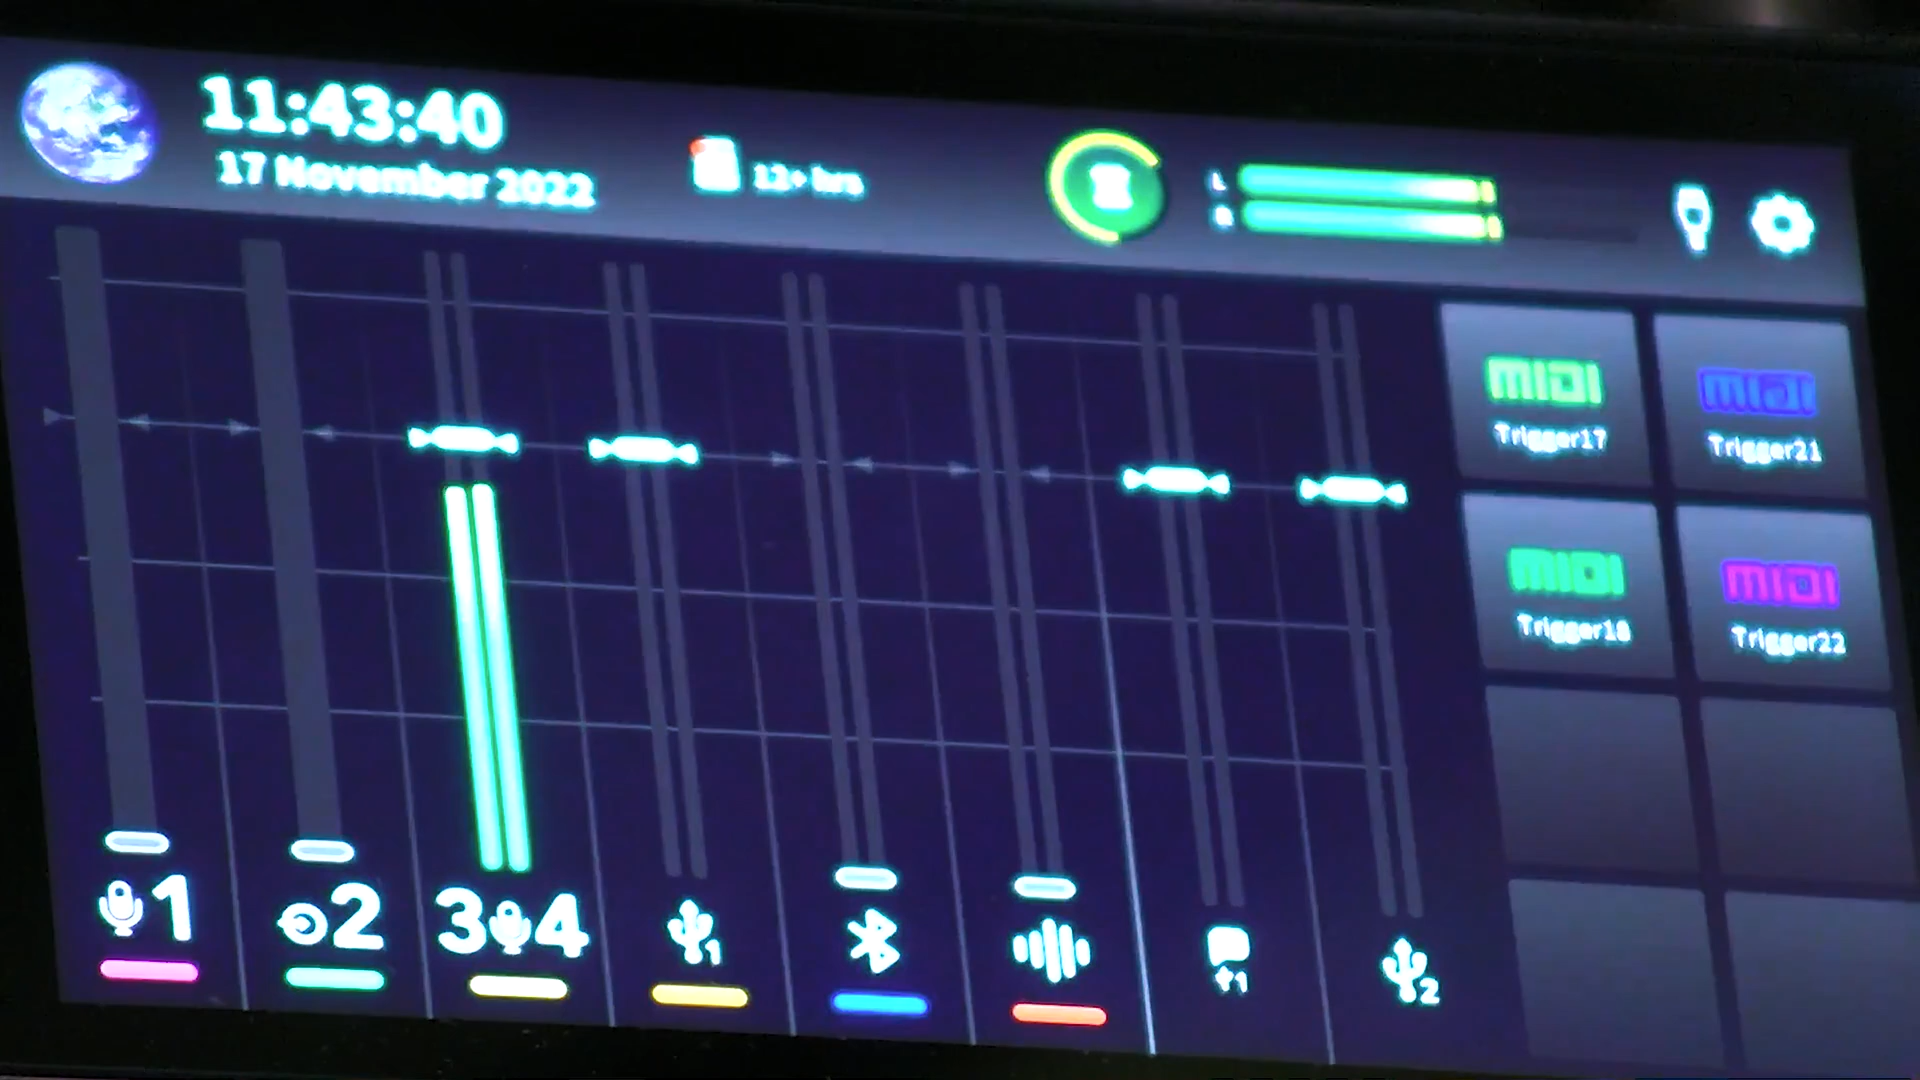 11:43:40
17 November 2022
12+ hrs
L
R
MIDI
Trigger17
MIDI
Trigger21
MIDI
Trigger18
MIDI
Trigger22
1
2
3 4
1
+1
2